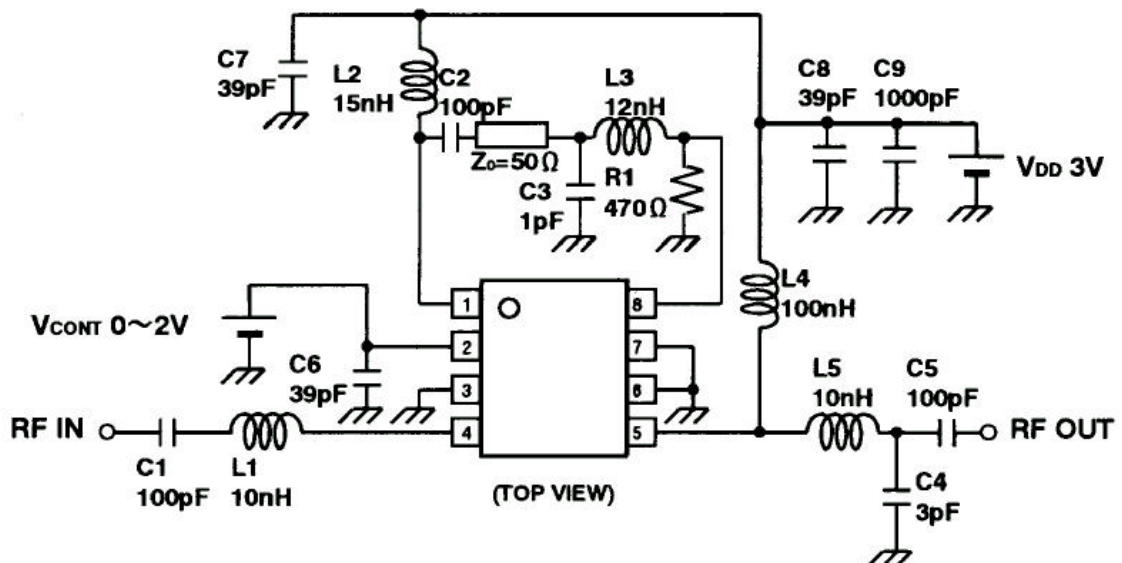 C7
39pF
L2
15nH
C2
100pF
L3
12nH
C8
39pF
C9
1000pF
Z₀=50Ω
C3
1pF
R1
470Ω
VDD 3V
L4
100nH
1
8
VCONT 0〜2V
2
7
C6
39pF
3
6
L5
10nH
C5
100pF
RF IN
4
5
RF OUT
C1
100pF
L1
10nH
(TOP VIEW)
C4
3pF